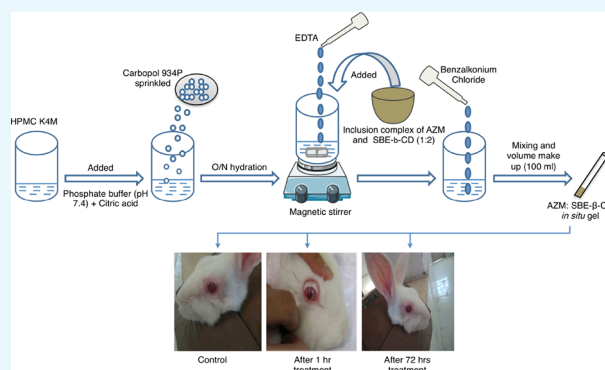 EDTA
Carbopol 934P
sprinkled
Added
Benzalkonium
Chloride
HPMC K4M
Inclusion complex of AZM
and SBE-b-CD (1:2)
Mixing and
volume make
up (100 ml)
Added
O/N hydration
Phosphate buffer (pH
7.4) + Citric acid
Magnetic stirrer
AZM: SBE-β-C
in situ gel
Control
After 1 hr
treatment
After 72 hrs
treatment